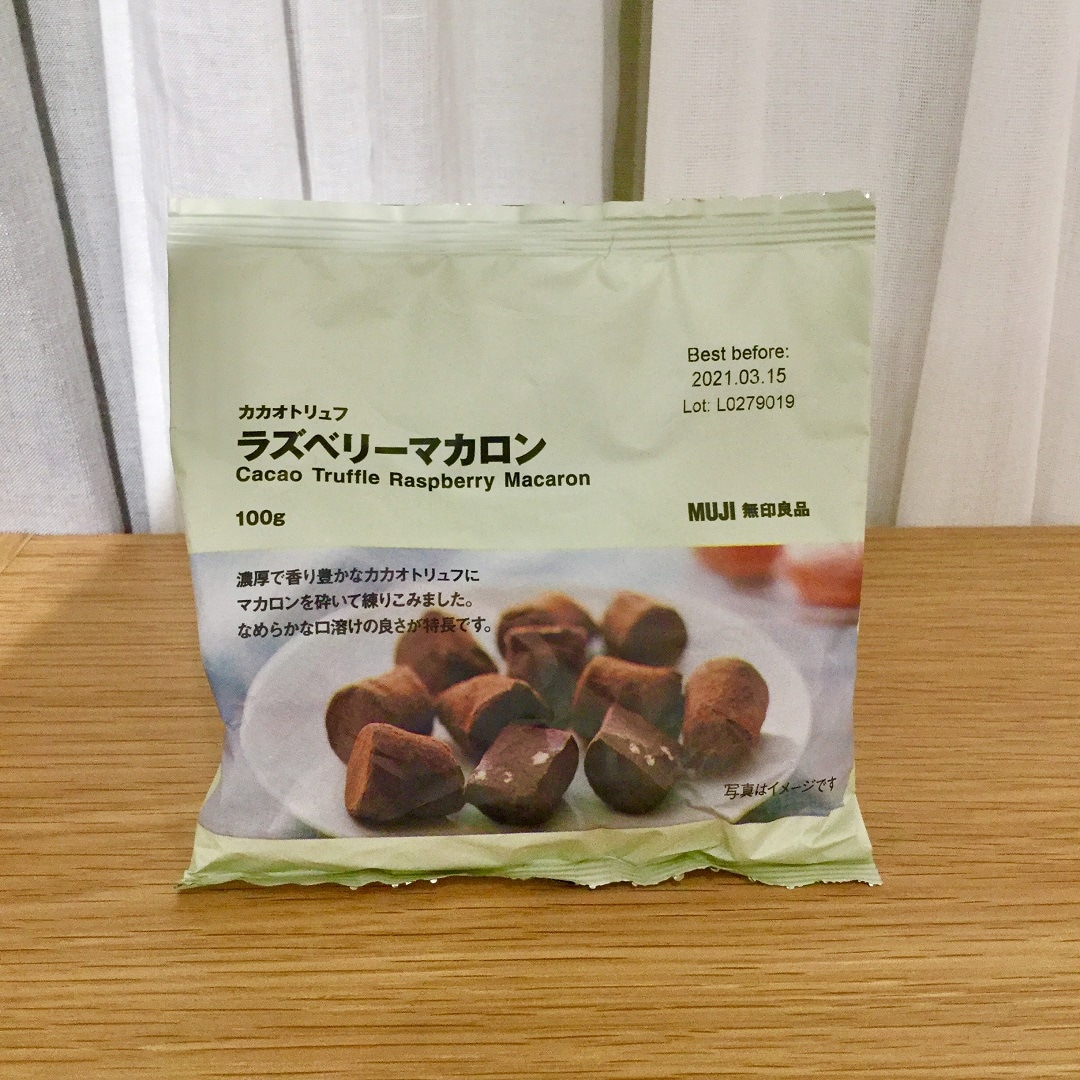 Best before:
2021.03.15
Lot: L0279019
カカオトリュフ
ラズベリーマカロン
Cacao Truffle Raspberry Macaron
100g
MUJI 無印良品
濃厚で香り豊かなカカオトリュフに
マカロンを砕いて練りこみました。
なめらかな口溶けの良さが特長です。
写真はイメージです